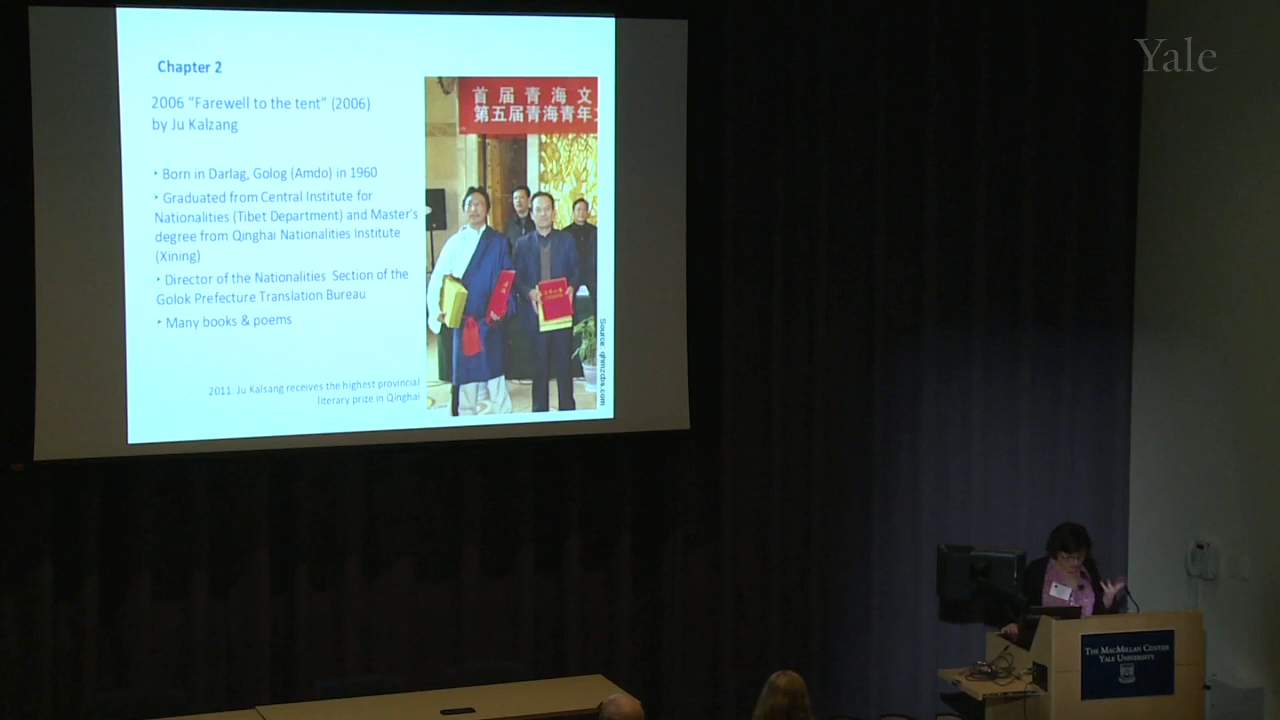 Yale
Chapter 2
2006 "Farewell to the tent" (2006)
by Ju Kalzang
‣ Born in Darlag, Golog (Amdo) in 1960
‣ Graduated from Central Institute for
Nationalities (Tibet Department) and Master's
degree from Qinghai Nationalities Institute
(Xining)
‣ Director of the Nationalities Section of the
Golok Prefecture Translation Bureau
‣ Many books & poems
2011: Ju Kalsang receives the highest provincial
literary prize in Qinghai
首届青海文
第五届青海青年文
Source: qhmzcbs.com
THE MACMILLAN CENTER
YALE UNIVERSITY